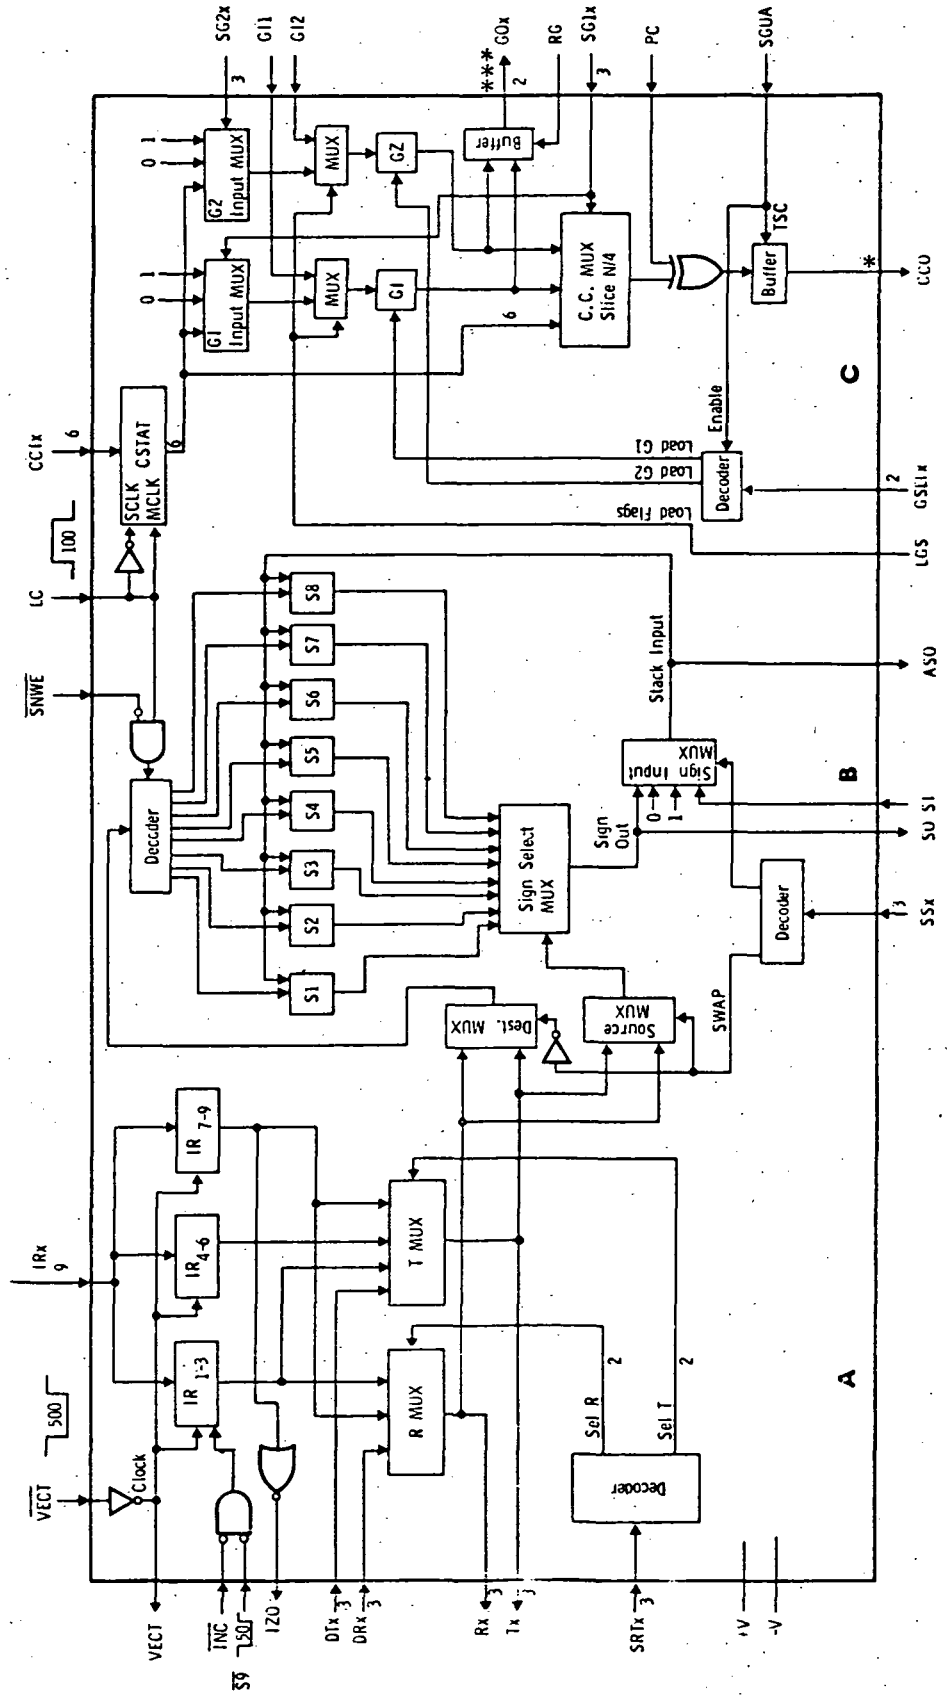 SG2x
3
GI1
GI2
***
GOx
2
RG
SG1x
3
PC
SGUA
0 1
G2
Input MUX
0 1
G1
Input MUX
MUX
MUX
GZ
G1
Buffer
6
C.C. MUX
Slice N/4
TSC
Buffer
*
CCO
CCIx
6
SCLK
MCLK CSTAT
6
100
LC
SNWE
Enable
Load G1
Load G2
Load Flags
Decoder
2
GSLIx
LGS
C
Decoder
S8
S7
S6
S5
S4
S3
S2
S1
Stack Input
Sign Select
MUX
Sign
Out
0
1
Sign Input
MUX
ASO
B
SI
SO
3
SSx
Decoder
SWAP
Dest. MUX
Source
MUX
IRx
9
IR 7-9
IR 4-6
IR 1-3
500
VECT
Clock
VECT
INC
S9
50
IZO
DTx
3
DRx
3
T MUX
R MUX
Rx
3
Tx
Sel R
2
Sel T
2
Decoder
SRTx
3
+V
-V
A